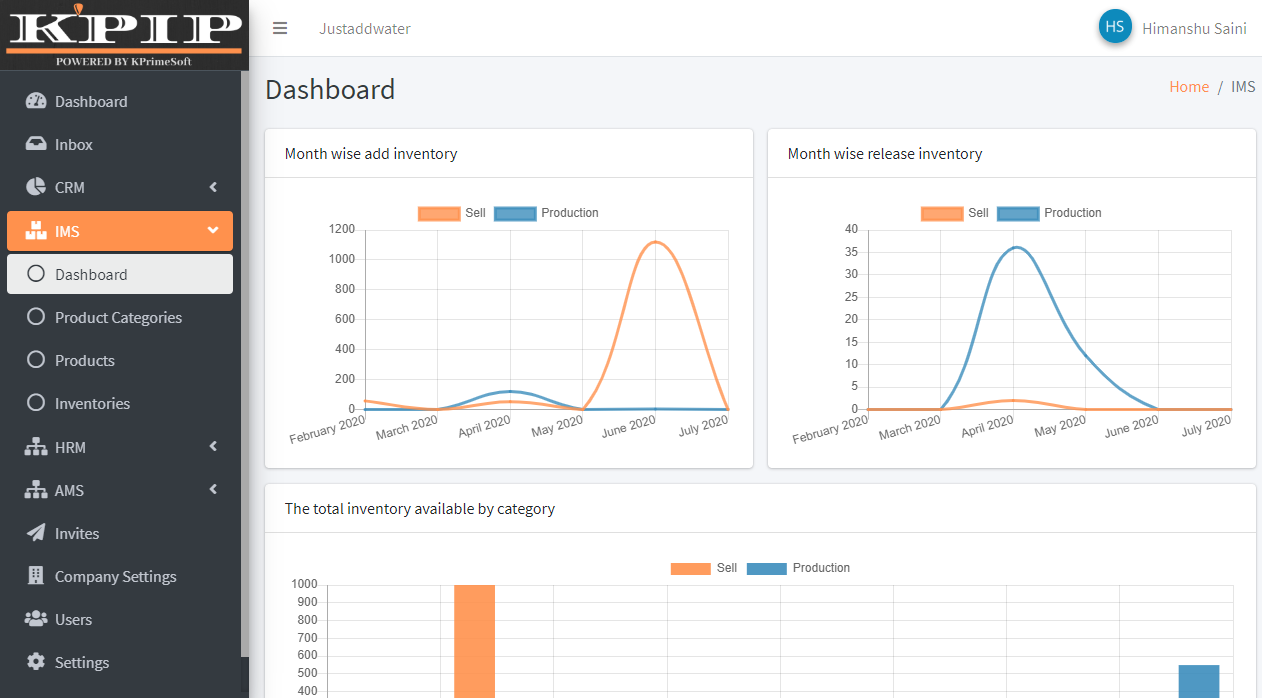 KPIP
POWERED BY KPrimeSoft
Justaddwater
HS
Himanshu Saini
Dashboard
Inbox
CRM
IMS
Dashboard
Product Categories
Products
Inventories
HRM
AMS
Invites
Company Settings
Users
Settings
Dashboard
Home / IMS
Month wise add inventory
Sell
Production
1200
1000
800
600
400
200
0
February 2020
March 2020
April 2020
May 2020
June 2020
July 2020
Month wise release inventory
Sell
Production
40
35
30
25
20
15
10
5
0
February 2020
March 2020
April 2020
May 2020
June 2020
July 2020
The total inventory available by category
Sell
Production
1000
900
800
700
600
500
400